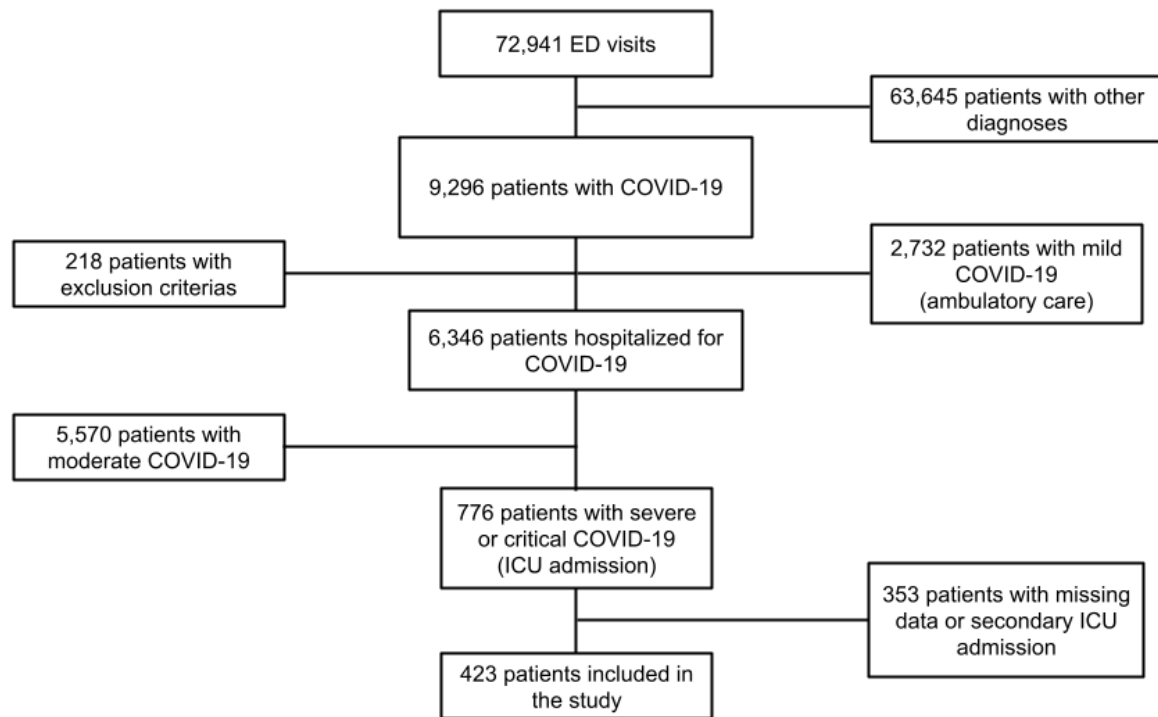 72,941 ED visits
63,645 patients with other
diagnoses
9,296 patients with COVID-19
218 patients with
exclusion criterias
2,732 patients with mild
COVID-19
(ambulatory care)
6,346 patients hospitalized for
COVID-19
5,570 patients with
moderate COVID-19
776 patients with severe
or critical COVID-19
(ICU admission)
353 patients with missing
data or secondary ICU
admission
423 patients included in
the study